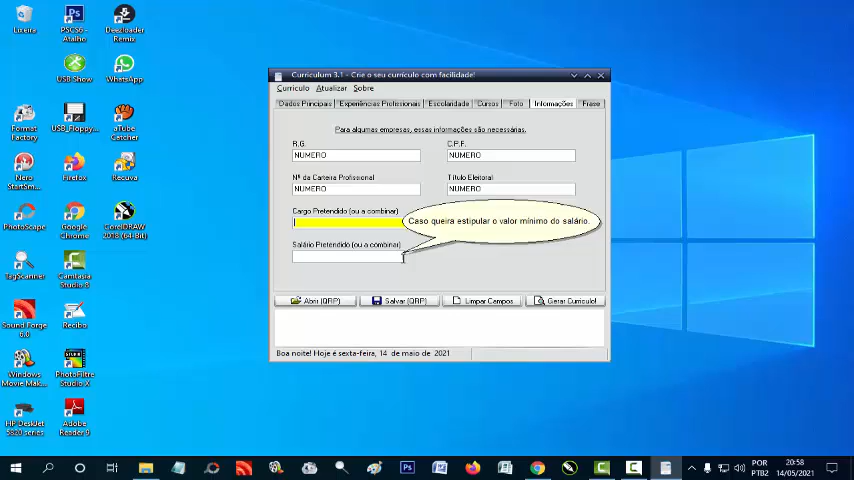 Lixeira
PSCS6 -
Atalho
Deezloader
Remix
USB Show
WhatsApp
Format
Factory
USB_Floppy...
aTube
Catcher
Nero
StartSm...
Firefox
Recuva
PhotoScape
Google
Chrome
CorelDRAW
2018 (64-Bit)
TagScanner
Camtasia
Studio 8
Sound Forge
6.0
Recibo
Windows
Movie Mak...
PhotoFiltre
Studio X
HP DeskJet
5820 series
Adobe
Reader 9
Curriculum 3.1 - Crie o seu currículo com facilidade!
Currículo Atualizar Sobre
Dados Principais Experiências Profissionais Escolaridade Cursos Foto Informações Frase
Para algumas empresas, essas informações são necessárias.
R.G. C.P.F.
NUMERO NUMERO
Nº da Carteira Profissional Título Eleitoral
NUMERO NUMERO
Cargo Pretendido (ou a combinar)
Caso queira estipular o valor mínimo do salário.
Salário Pretendido (ou a combinar)
Abrir (QRP) Salvar (QRP) Limpar Campos Gerar Currículo!
Boa noite! Hoje é sexta-feira, 14 de maio de 2021
POR 20:58
PTB2 14/05/2021